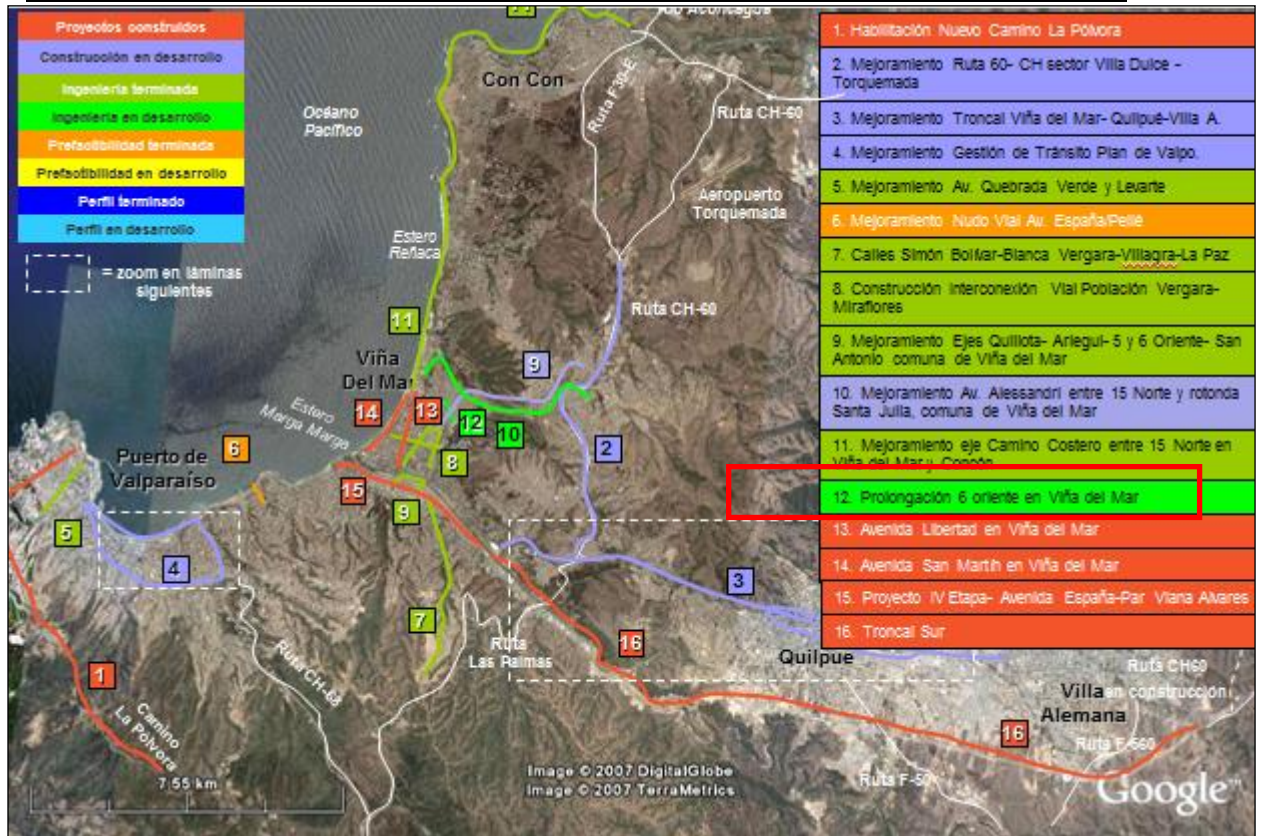 Proyectos construidos
Construcción en desarrollo
Ingeniería terminada
Ingeniería en desarrollo
Prefactibilidad terminada
Prefactibilidad en desarrollo
Perfil terminado
Perfil en desarrollo
= zoom en láminas
siguientes
1. Habilitación Nuevo Camino La Pólvora
2. Mejoramiento Ruta 60- CH sector Villa Dulce -
Torquemada
3. Mejoramiento Troncal Viña del Mar- Quilpué-Villa A.
4. Mejoramiento Gestión de Tránsito Plan de Valpo.
5. Mejoramiento Av. Quebrada Verde y Levarte
6. Mejoramiento Nudo Vial Av. España/Pellé
7. Calles Simón Bolívar-Blanca Vergara-Villagra-La Paz
8. Construcción Interconexión Vial Población Vergara-
Miraflores
9. Mejoramiento Ejes Quillota- Arlegui- 5 y 6 Oriente- San
Antonio comuna de Viña del Mar
10. Mejoramiento Av. Alessandri entre 15 Norte y rotonda
Santa Julia, comuna de Viña del Mar
11. Mejoramiento eje Camino Costero entre 15 Norte en
Viña del Mar y Concón
12. Prolongación 6 oriente en Viña del Mar
13. Avenida Libertad en Viña del Mar
14. Avenida San Martín en Viña del Mar
15. Proyecto IV Etapa- Avenida España-Par Viana Alvares
16. Troncal Sur
Río Aconcagua
Con Con
Océano
Pacífico
Ruta F30-E
Ruta CH-60
Aeropuerto
Torquemada
Estero
Reñaca
Ruta CH-60
11
Viña
Del Mar
9
Estero
Marga Marga
14
13
12
10
2
6
8
Puerto de
Valparaíso
15
9
5
4
3
7
16
Ruta
Las Palmas
Quilpue
Ruta CH60
en construcción
Villa
Alemana
1
Ruta CH-68
Camino
La Pólvora
16
Ruta F-560
Ruta F-50
7.55 km
Image © 2007 DigitalGlobe
Image © 2007 TerraMetrics
Google™